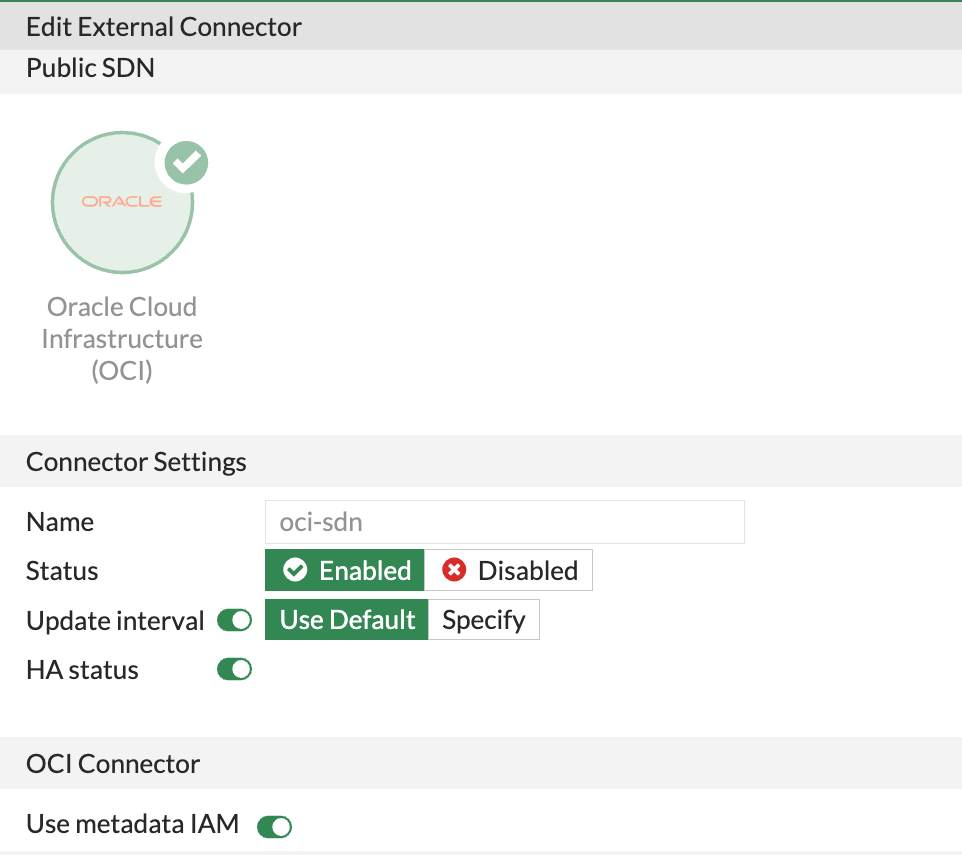 Edit External Connector
Public SDN
ORACLE
Oracle Cloud
Infrastructure
(OCI)
Connector Settings
Name oci-sdn
Status Enabled Disabled
Update interval Use Default Specify
HA status
OCI Connector
Use metadata IAM